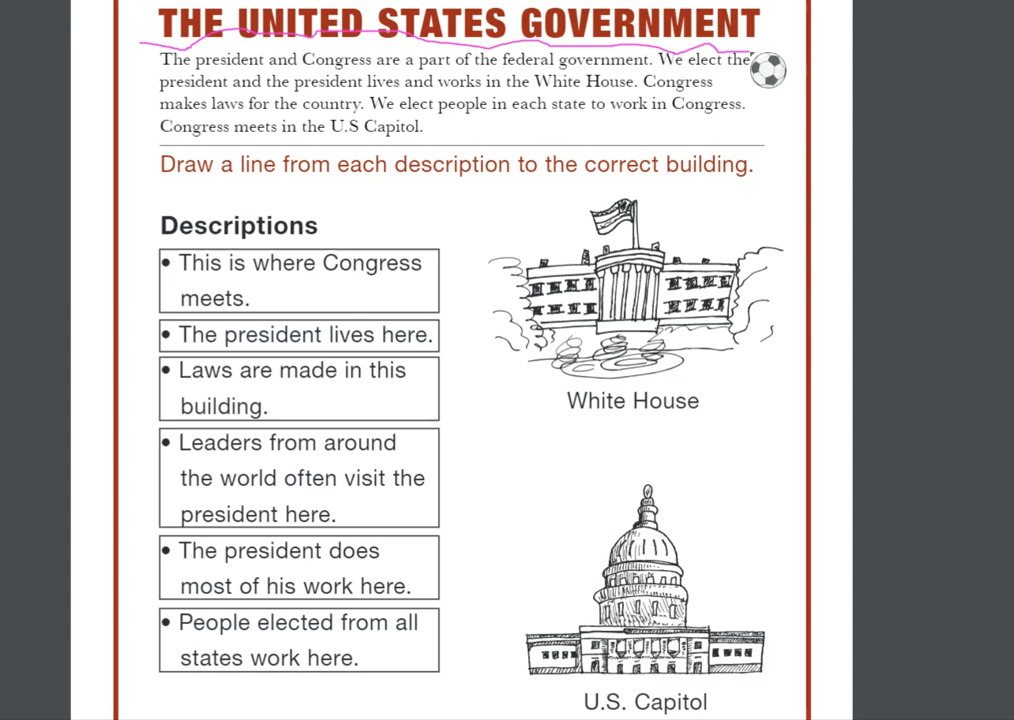 THE UNITED STATES GOVERNMENT
The president and Congress are a part of the federal government. We elect the
president and the president lives and works in the White House. Congress
makes laws for the country. We elect people in each state to work in Congress.
Congress meets in the U.S Capitol.
Draw a line from each description to the correct building.
Descriptions
• This is where Congress
meets.
• The president lives here.
• Laws are made in this
building.
• Leaders from around
the world often visit the
president here.
• The president does
most of his work here.
• People elected from all
states work here.
White House
U.S. Capitol